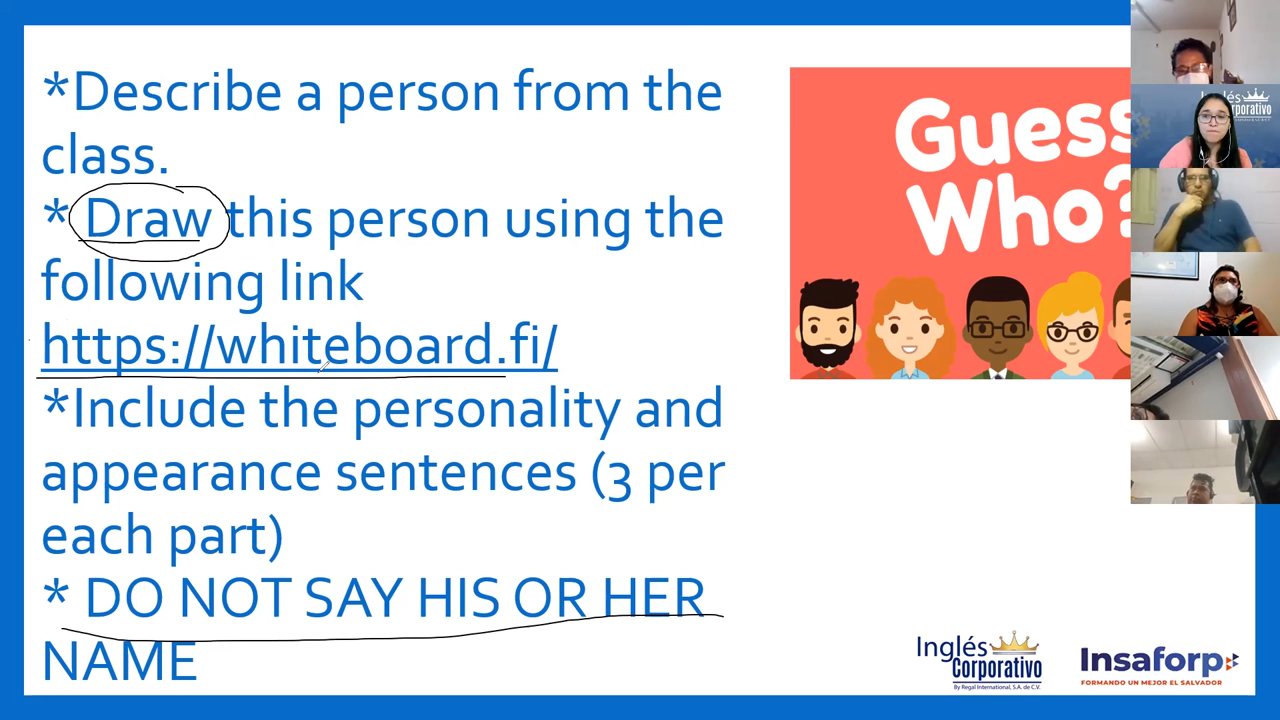 *Describe a person from the
class.
* Draw this person using the
following link
https://whiteboard.fi/
*Include the personality and
appearance sentences (3 per
each part)
* DO NOT SAY HIS OR HER
NAME
Guess
Who?
Inglés
Corporativo
By Regal International, S.A. de C.V.
Insaforp
FORMANDO UN MEJOR EL SALVADOR
Inglés
Corporativo